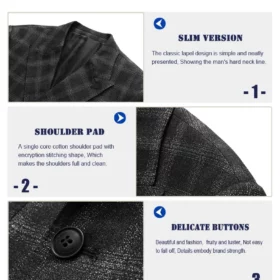 SLIM VERSION
The classic lapel design is simple and neatly
presented, Showing the man's hard neck line.
- 1 -
SHOULDER PAD
A single core cotton shoulder pad with
encryption stitching shape, Which
makes the shoulders full and clean.
- 2 -
DELICATE BUTTONS
Beautiful and fashion, fruity and luster, Not easy
to fall off, Details embody brand strength.
3